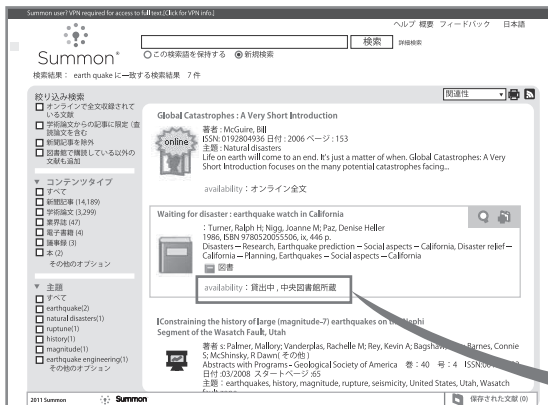 Summon user? VPN required for access to full text.[Click for VPN info.]
ヘルプ 概要 フィードバック 日本語
Summon®
検索 詳細検索
この検索語を保持する 新規検索
検索結果： earth quake に一致する検索結果 7 件
関連性
絞り込み検索
オンラインで全文収録されて
いる文献
学術論文からの記事に限定（査
読論文を含む
新聞記事を除外
図書館で購読している以外の
文献も追加
コンテンツタイプ
すべて
新聞記事 (14,189)
学術論文 (3,299)
業界誌 (47)
電子書籍 (4)
議事録 (3)
本 (2)
その他のオプション
主題
すべて
earthquake(2)
natural disasters(1)
ruptune(1)
history(1)
magnitude(1)
earthquake engineering(1)
その他のオプション
Global Catastrophes : A Very Short Introduction
online
著者 : McGuire, Bill
ISSN: 0192804936 日付 : 2006 ページ : 153
主題 : Natural disasters
Life on earth will come to an end. It's just a matter of when. Global Catastrophes: A Very
Short Introduction focuses on the many potential catastrophes facing...
availability：オンライン全文
Waiting for disaster : earthquake watch in California
: Turner, Ralph H; Nigg, Joanne M; Paz, Denise Heller
1986, ISBN 9780520055506, ix, 446 p.
Disasters — Research, Earthquake prediction — Social aspects — California, Disaster relief —
California — Planning, Earthquakes — Social aspects — California
図書
availability：貸出中 , 中央図書館所蔵
Constraining the history of large (magnitude-7) earthquakes on the Nephi
Segment of the Wasatch Fault, Utah
著者 s: Palmer, Mallory; Vanderplas, Rachelle M; Rey, Kevin A; Bagshaw, Barnes, Connie
S; McShinsky, R Dawn( その他 )
Abstracts with Programs - Geological Society of America 巻：40 号：4
日付 :03/2008 スタートページ :65
主題：earthquakes, history, magnitude, rupture, seismicity, United States, Utah, Wasatch
2011 Summon
Summon
保存された文献 (0)